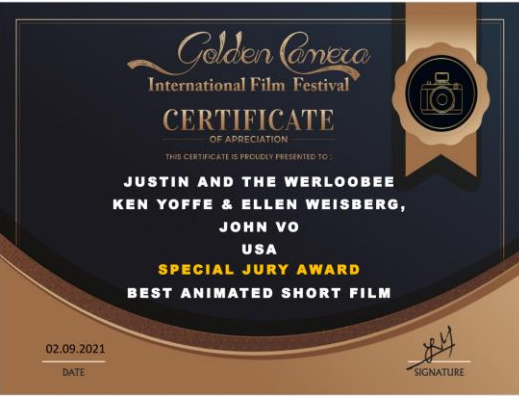 Golden Camera
International Film Festival
CERTIFICATE
OF APRECIATION
THIS CERTIFICATE IS PROUDLY PRESENTED TO :
JUSTIN AND THE WERLOOBEE
KEN YOFFE & ELLEN WEISBERG,
JOHN VO
USA
SPECIAL JURY AWARD
BEST ANIMATED SHORT FILM
02.09.2021
DATE
SIGNATURE